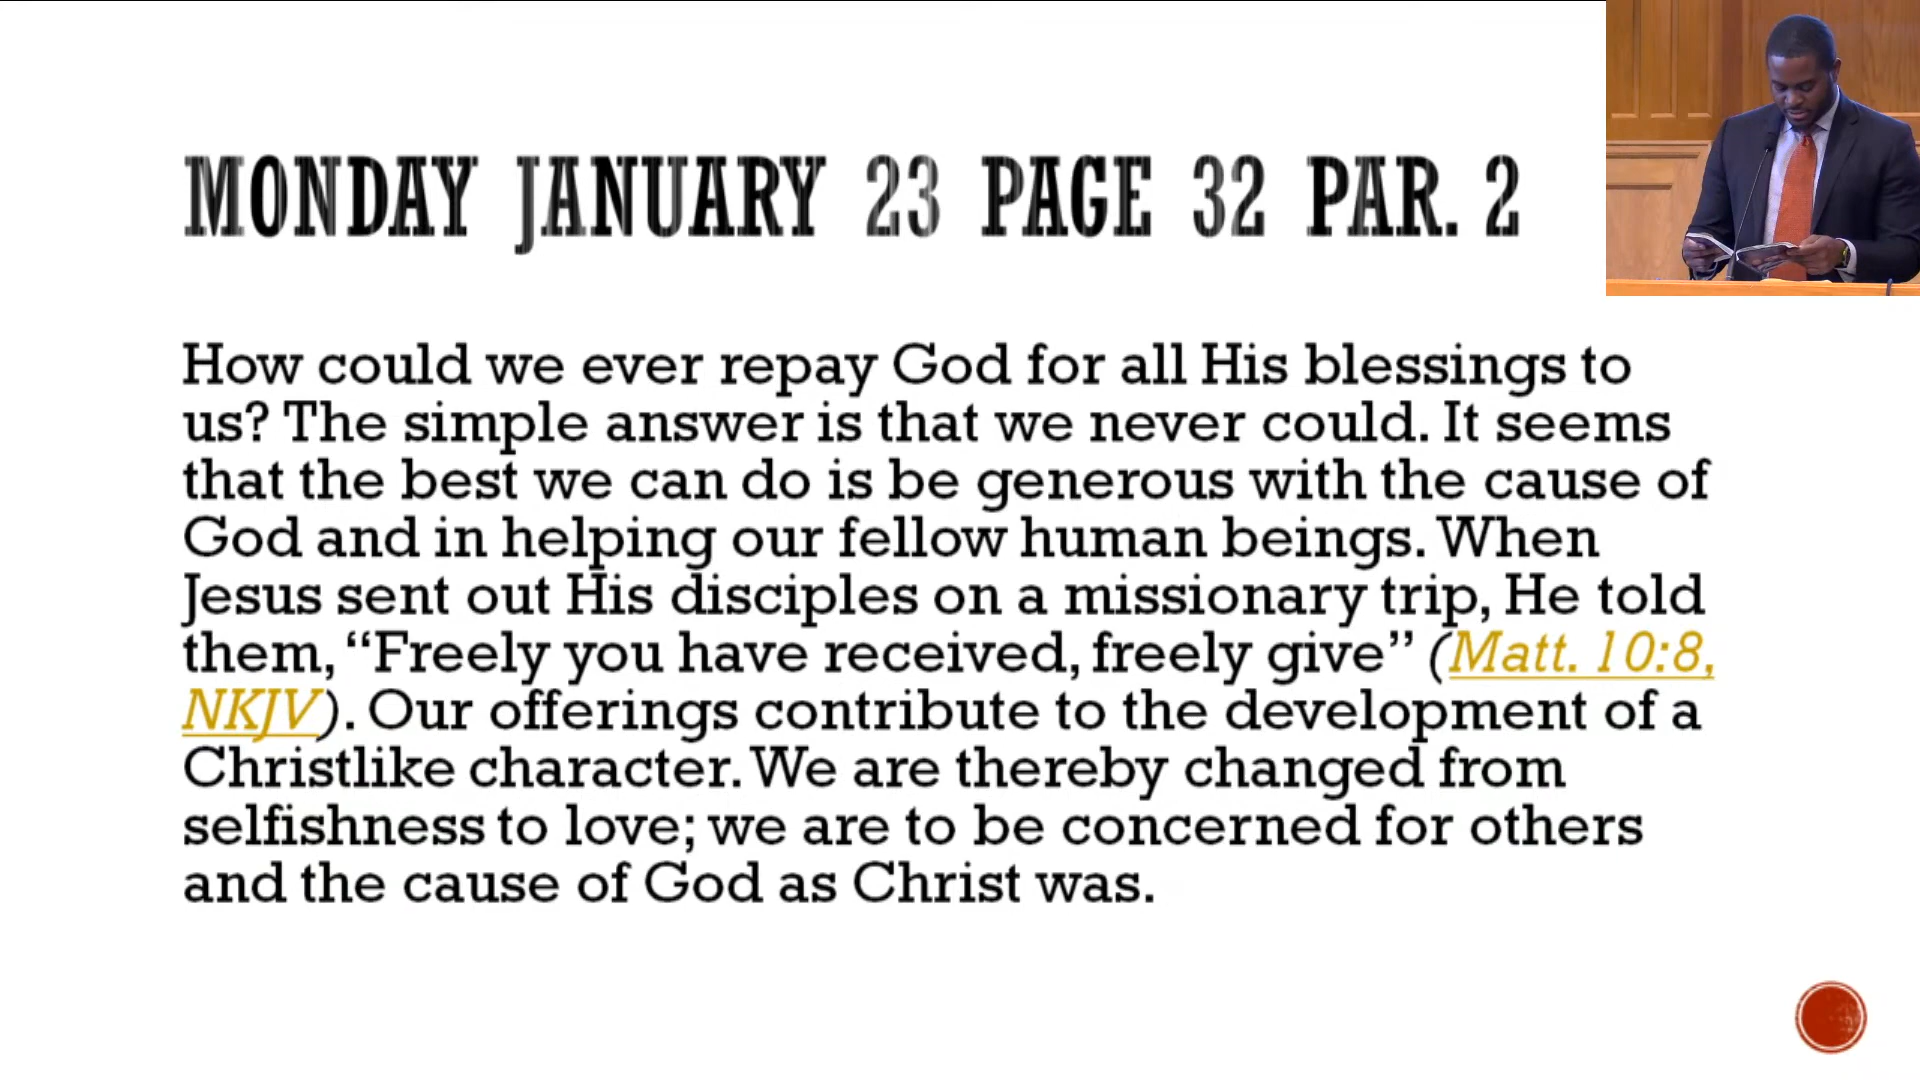 MONDAY JANUARY 23 PAGE 32 PAR. 2
How could we ever repay God for all His blessings to
us? The simple answer is that we never could. It seems
that the best we can do is be generous with the cause of
God and in helping our fellow human beings. When
Jesus sent out His disciples on a missionary trip, He told
them, “Freely you have received, freely give” (Matt. 10:8,
NKJV). Our offerings contribute to the development of a
Christlike character. We are thereby changed from
selfishness to love; we are to be concerned for others
and the cause of God as Christ was.